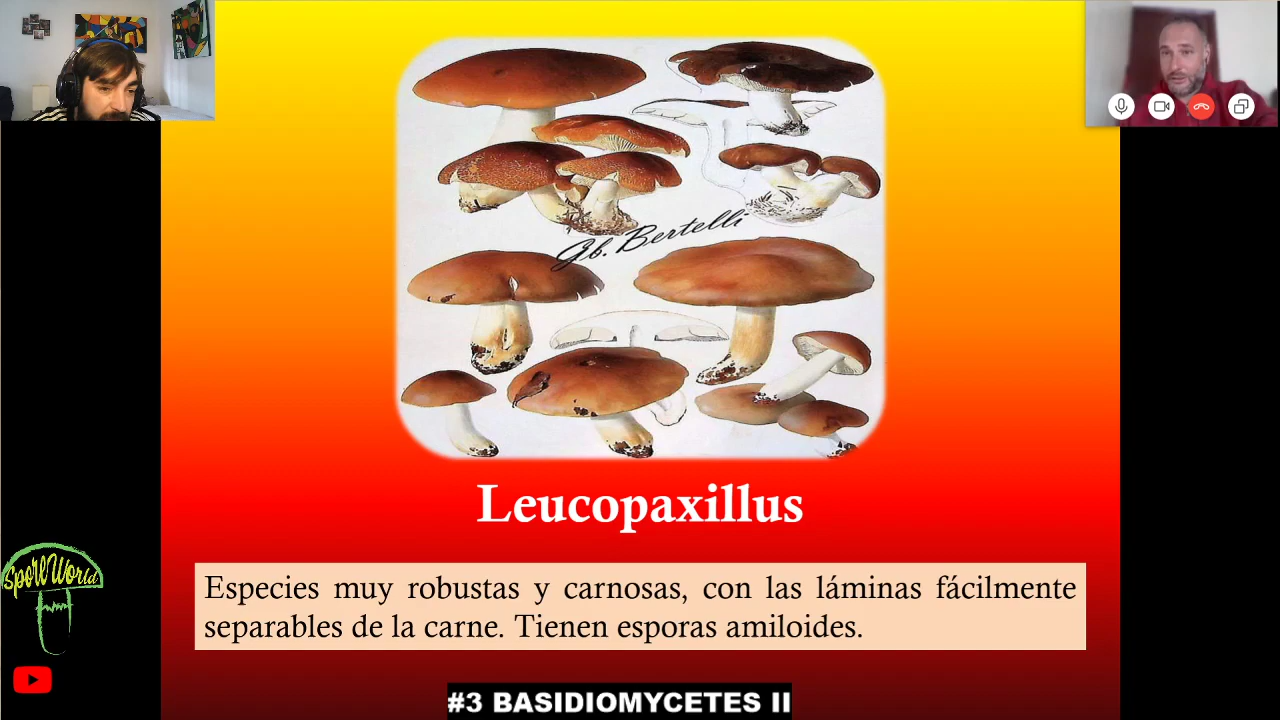 Gb. Bertelli
Leucopaxillus
Especies muy robustas y carnosas, con las láminas fácilmente
separables de la carne. Tienen esporas amiloides.
SporeWorld
#3 BASIDIOMYCETES II